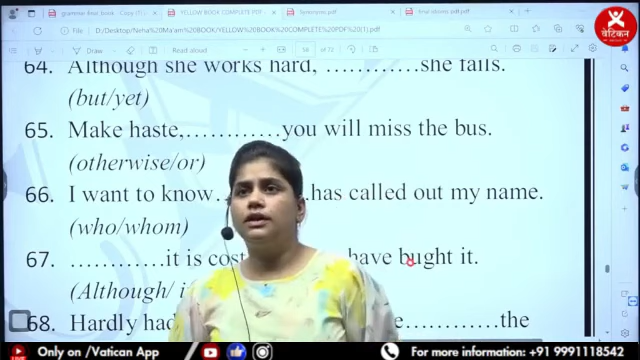 grammar final_book - Copy (1).p
YELLOW BOOK COMPLETE PDF
Synonyms.pdf
final idioms pdf.pdf
File
D:/Desktop/Neha%20Ma'am%20BOOK/YELLOW%20BOOK%20COMPLETE%20PDF%20(1).pdf
Draw
Read aloud
58 of 72
वेटिकन
64. Although she works hard, ............she fails.
(but/yet)
65. Make haste,............you will miss the bus.
(otherwise/or)
66. I want to know has called out my name.
(who/whom)
67. ............it is cost have bught it.
(Although/ i
68. Hardly had e............the
LIVE Only on /Vatican App
For more information: +91 9991118542